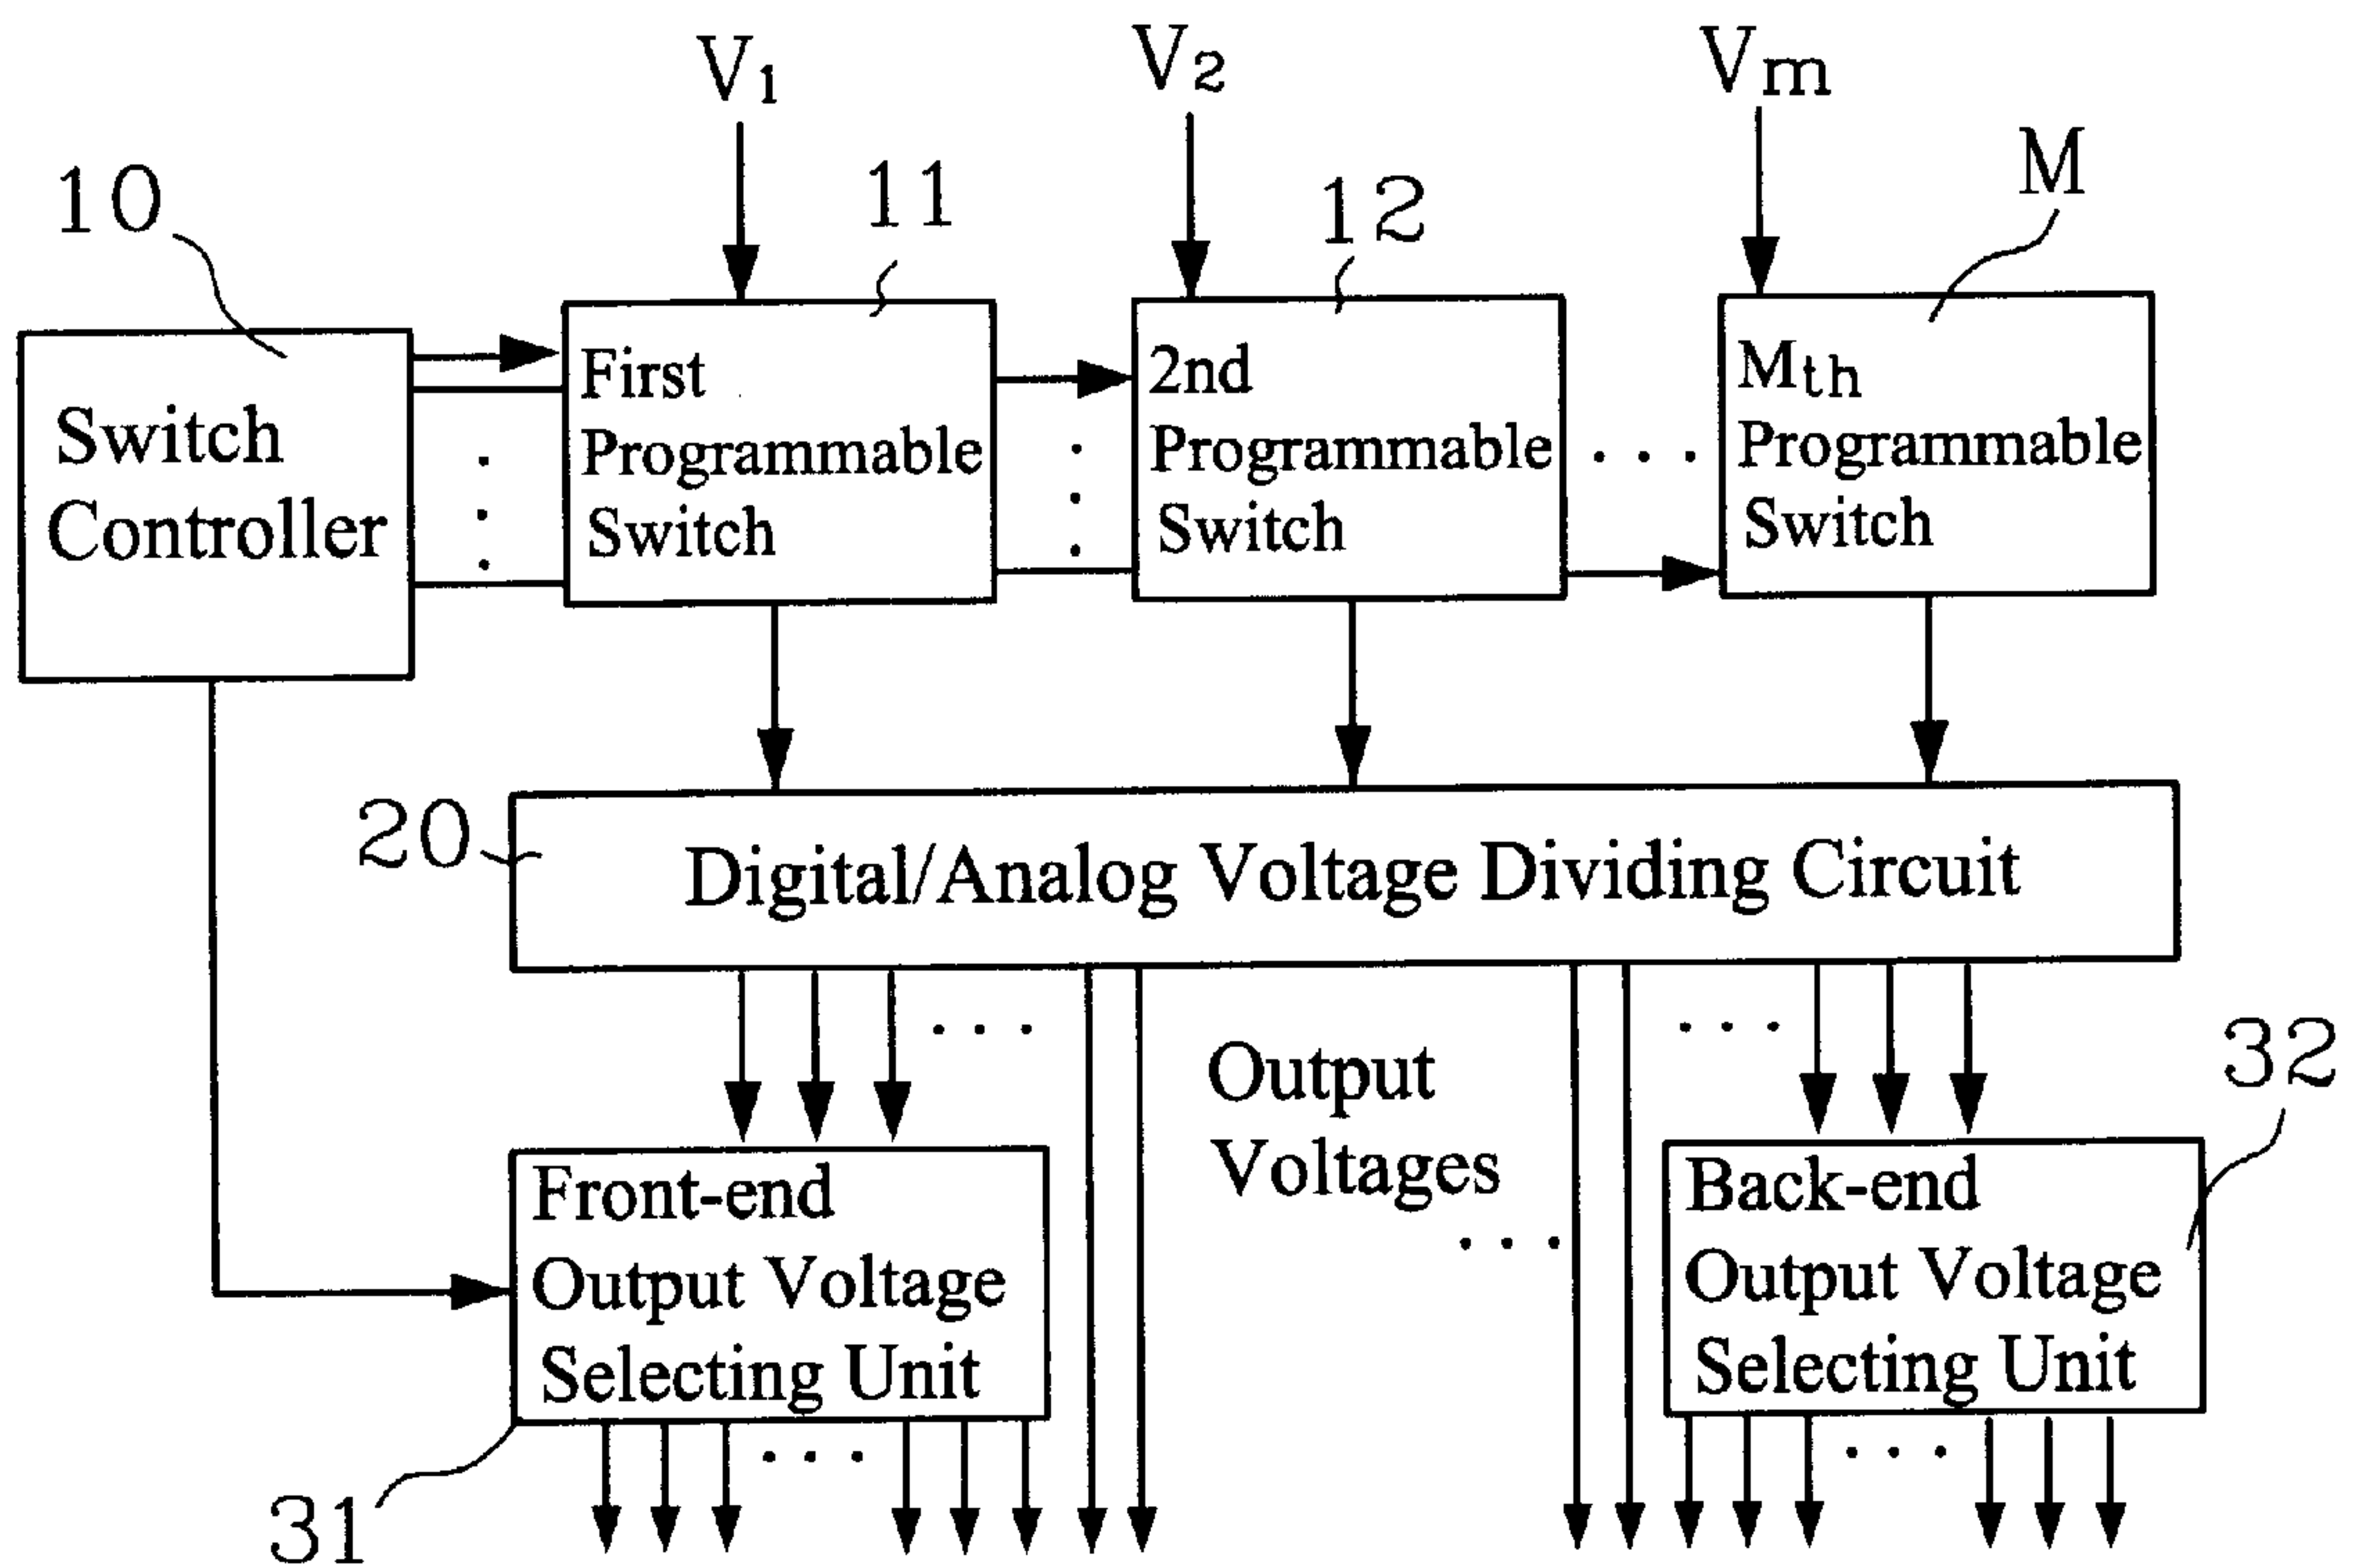 V1
V2
Vm
10
11
12
M
Switch
Controller
First
Programmable
Switch
2nd
Programmable
Switch
. . .
Mth
Programmable
Switch
20
Digital/Analog Voltage Dividing Circuit
. . .
Output
Voltages
. . .
. . .
32
Front-end
Output Voltage
Selecting Unit
Back-end
Output Voltage
Selecting Unit
. . .
. . .
31